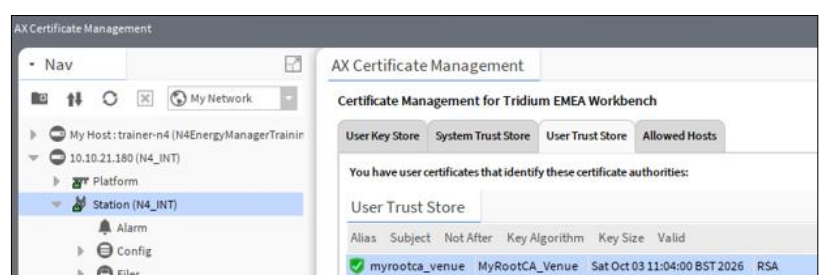 AX Certificate Management
Nav
My Network
My Host: trainer-n4 (N4EnergyManagerTrainin
10.10.21.180 (N4_INT)
Platform
Station (N4_INT)
Alarm
Config
Files
AX Certificate Management
Certificate Management for Tridium EMEA Workbench
User Key Store System Trust Store User Trust Store Allowed Hosts
You have user certificates that identify these certificate authorities:
User Trust Store
Alias Subject Not After Key Algorithm Key Size Valid
myrootca_venue MyRootCA_Venue Sat Oct 03 11:04:00 BST 2026 RSA